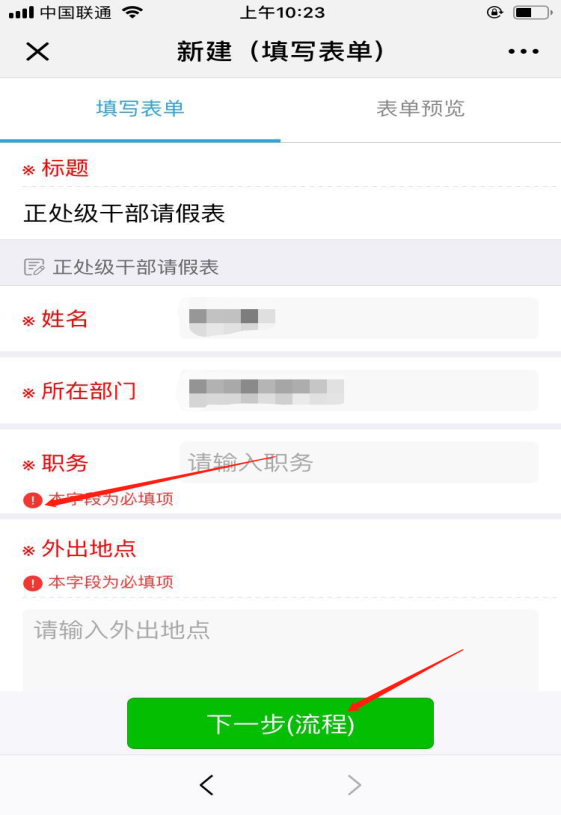 中国联通 上午10:23
新建（填写表单）
填写表单 表单预览
※ 标题
正处级干部请假表
正处级干部请假表
※ 姓名
※ 所在部门
※ 职务 请输入职务
本字段为必填项
※ 外出地点
本字段为必填项
请输入外出地点
下一步(流程)